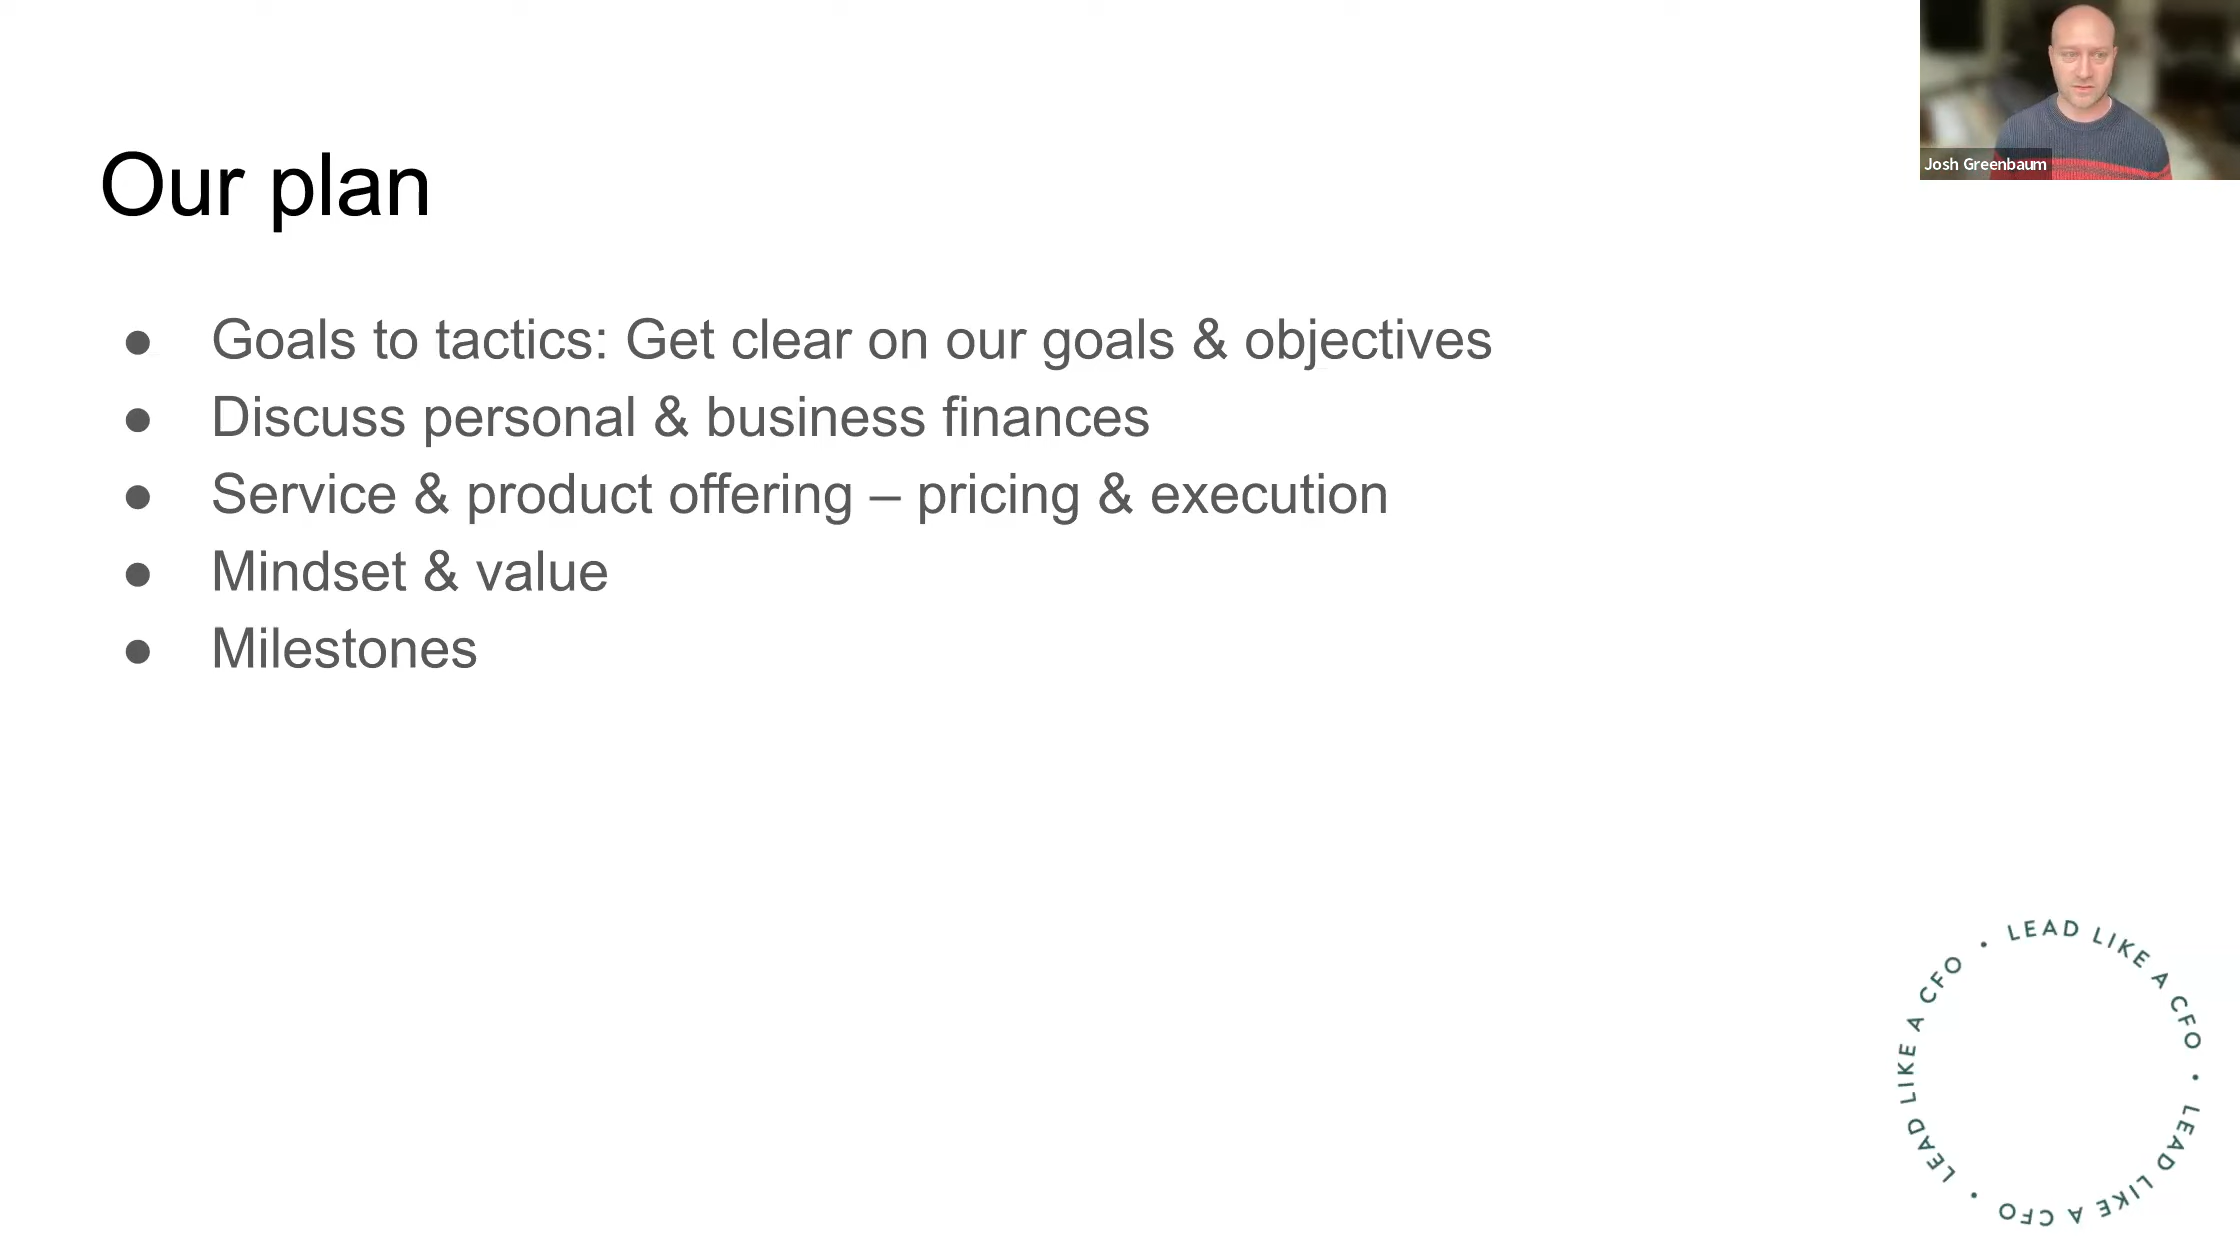 Our plan
Josh Greenbaum
● Goals to tactics: Get clear on our goals & objectives
● Discuss personal & business finances
● Service & product offering – pricing & execution
● Mindset & value
● Milestones
• LEAD LIKE A CFO • LEAD LIKE A CFO • LEAD LIKE A CFO